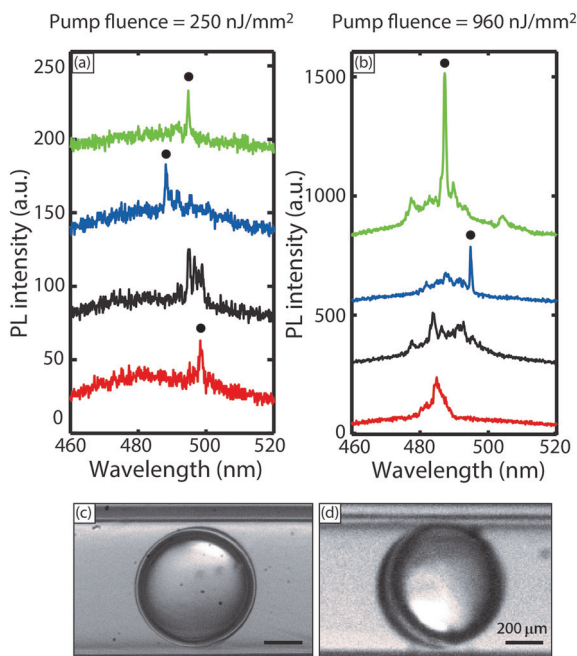 Pump fluence = 250 nJ/mm2
Pump fluence = 960 nJ/mm2
(a)
250
200
150
100
50
0
460
480
500
520
PL intensity (a.u.)
Wavelength (nm)
(b)
1500
1000
500
0
460
480
500
520
PL intensity (a.u.)
Wavelength (nm)
(c)
(d)
200 μm